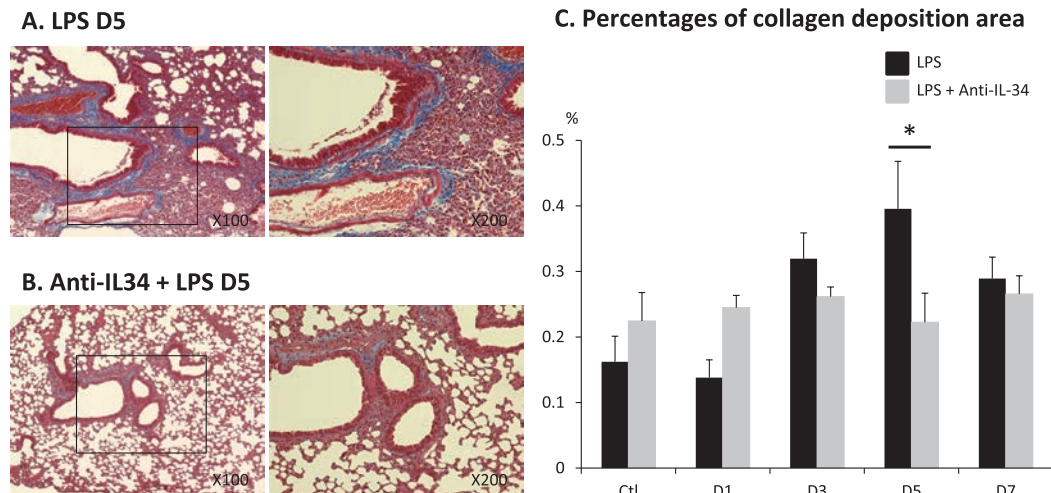 A. LPS D5
X100
X200
B. Anti-IL34 + LPS D5
X100
X200
C. Percentages of collagen deposition area
LPS
LPS + Anti-IL-34
%
*
0.5
0.4
0.3
0.2
0.1
0
Ctl D1 D3 D5 D7